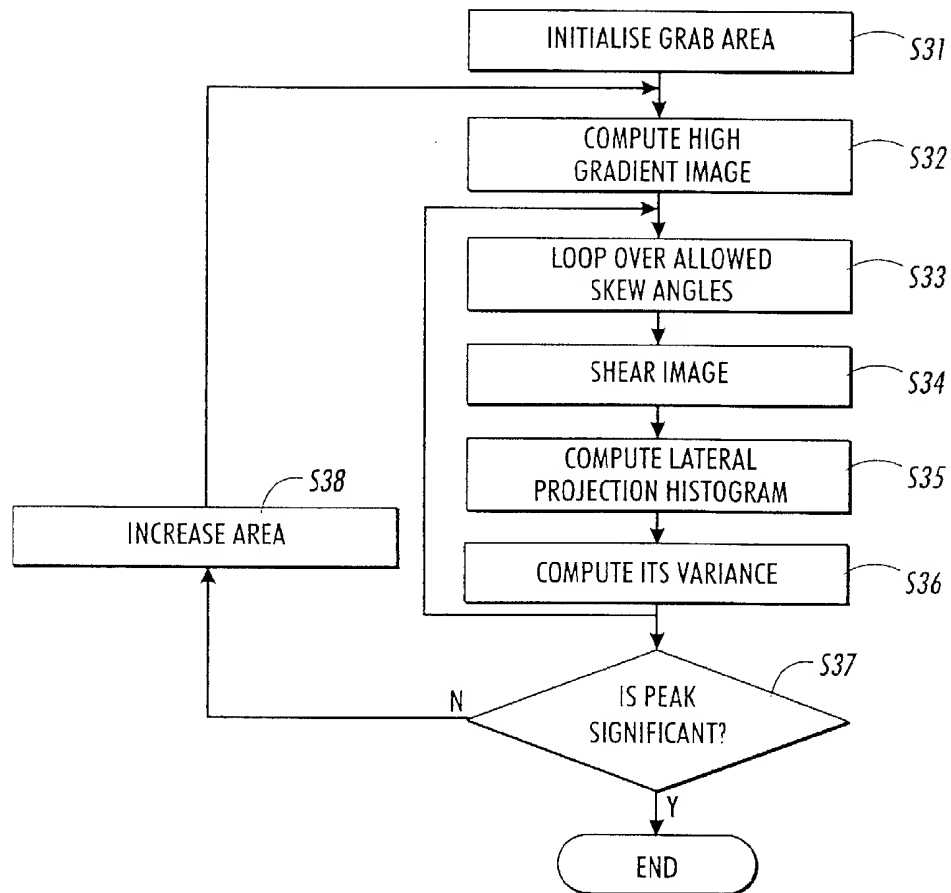 INITIALISE GRAB AREA
S31
COMPUTE HIGH
GRADIENT IMAGE
S32
LOOP OVER ALLOWED
SKEW ANGLES
S33
SHEAR IMAGE
S34
COMPUTE LATERAL
PROJECTION HISTOGRAM
S35
S38
INCREASE AREA
COMPUTE ITS VARIANCE
S36
S37
N
IS PEAK
SIGNIFICANT?
Y
END